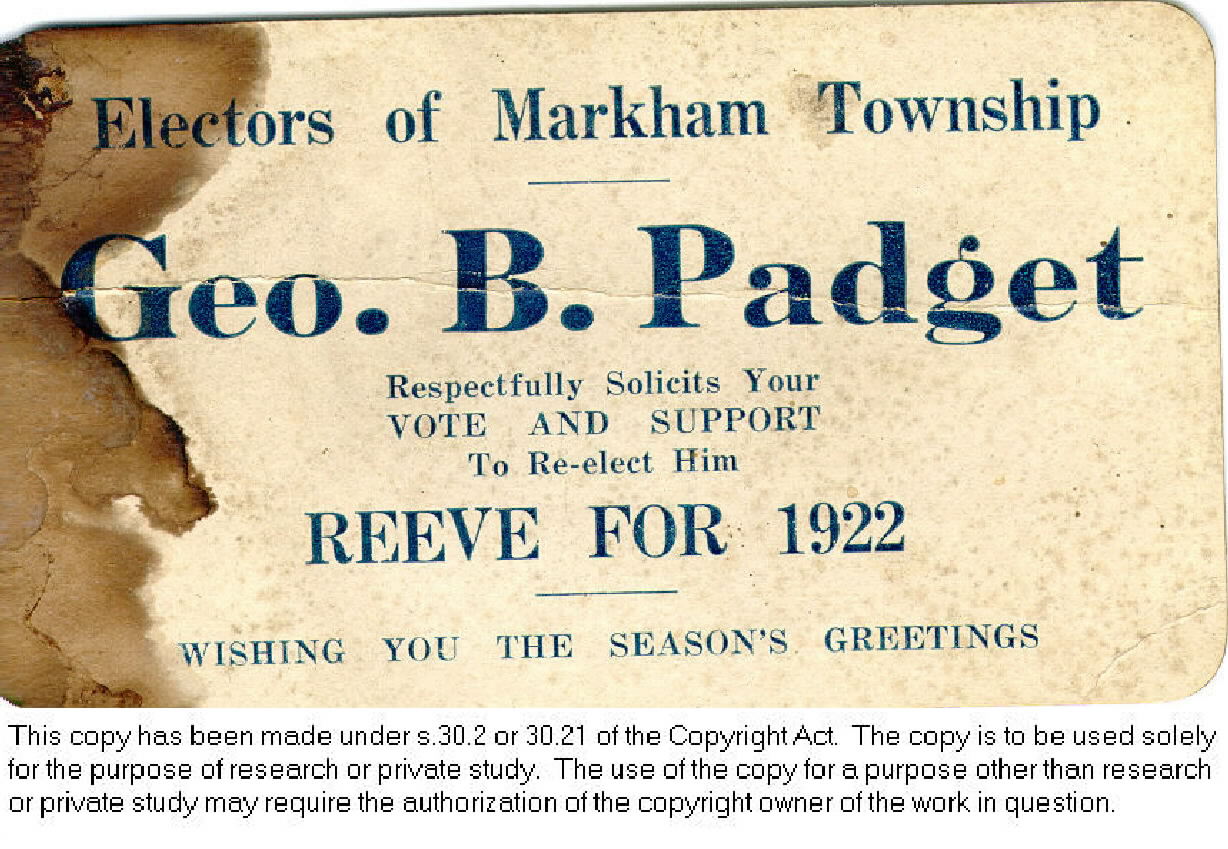 Electors of Markham Township
Geo. B. Padget
Respectfully Solicits Your
VOTE AND SUPPORT
To Re-elect Him
REEVE FOR 1922
WISHING YOU THE SEASON'S GREETINGS
This copy has been made under s.30.2 or 30.21 of the Copyright Act. The copy is to be used solely
for the purpose of research or private study. The use of the copy for a purpose other than research
or private study may require the authorization of the copyright owner of the work in question.